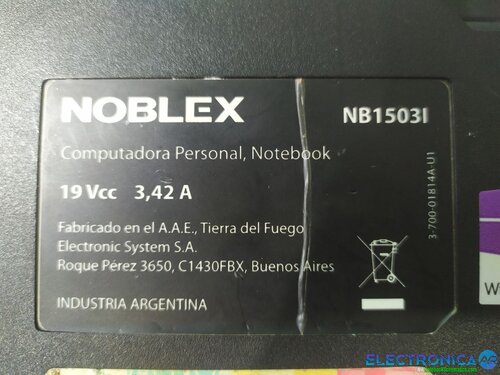 NOBLEX
NB1503I
Computadora Personal, Notebook
19 Vcc 3,42 A
Fabricado en el A.A.E., Tierra del Fuego
Electronic System S.A.
Roque Pérez 3650, C1430FBX, Buenos Aires
INDUSTRIA ARGENTINA
3-700-01814A-U1
W
ELECTRONICA